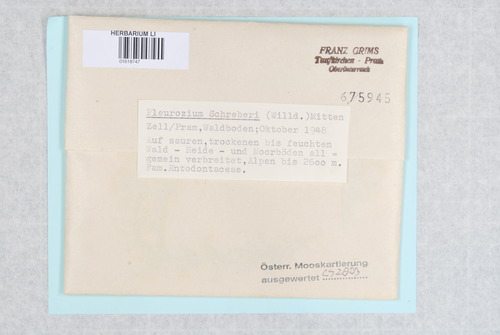 HERBARIUM LI
FRANZ GRIMS
Taufkirchen - Pram
Oberösterreich
675945
Pleurozium Schreberi (Willd.)Mitten
Zell/Pram,Waldboden;Oktober 1948
Auf sauren,trockenen bis feuchten
Wald - Heide - und Moorböden all =
gemein verbreitet,Alpen bis 2600 m.
Fam.Entodontaceae.
Österr. Mooskartierung
ausgewertet